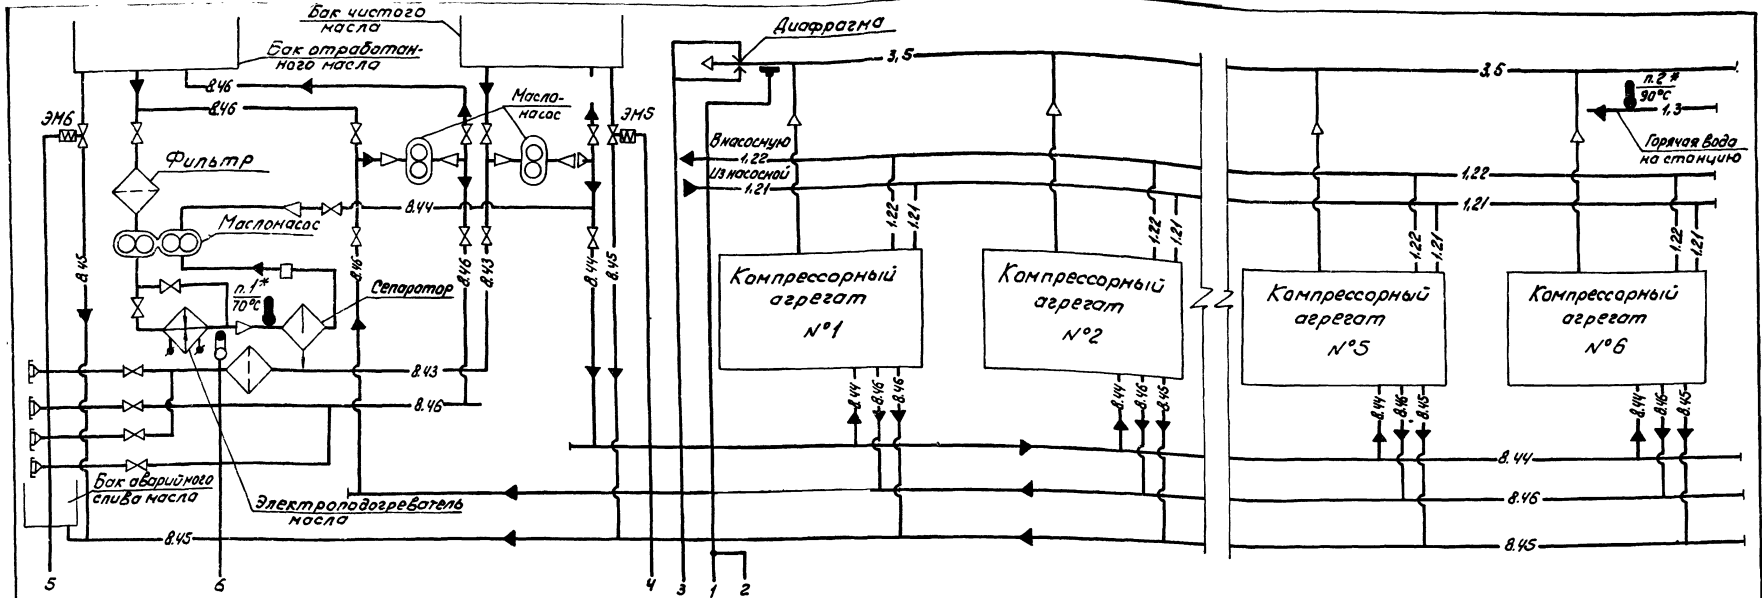 Бак чистого
масла
Бак отработан-
ного масла
Диафрагма
3,5
3,5
8.46
8.46
Масло-
насос
ЭМ6
ЭМ5
п.2*
90°С
1,3
Горячая вода
на станцию
В насосную
1.22
Из насосной
1.21
1.22
1.21
Фильтр
8.44
Маслонасос
8.45
8.46
8.46
8.43
8.44
8.45
1.22
1.21
1.22
1.21
1.22
1.21
1.22
1.21
п.1*
70°С
Сепаратор
Компрессорный
агрегат
№1
Компрессорный
агрегат
№2
Компрессорный
агрегат
№5
Компрессорный
агрегат
№6
8.43
8.46
8.44
8.46
8.46
8.44
8.46
8.45
8.44
8.46
8.45
8.44
8.46
8.45
Бак аварийного
слива масла
Электроподогреватель
масла
8.44
8.46
8.45
8.45
5
6
4
3
1
2